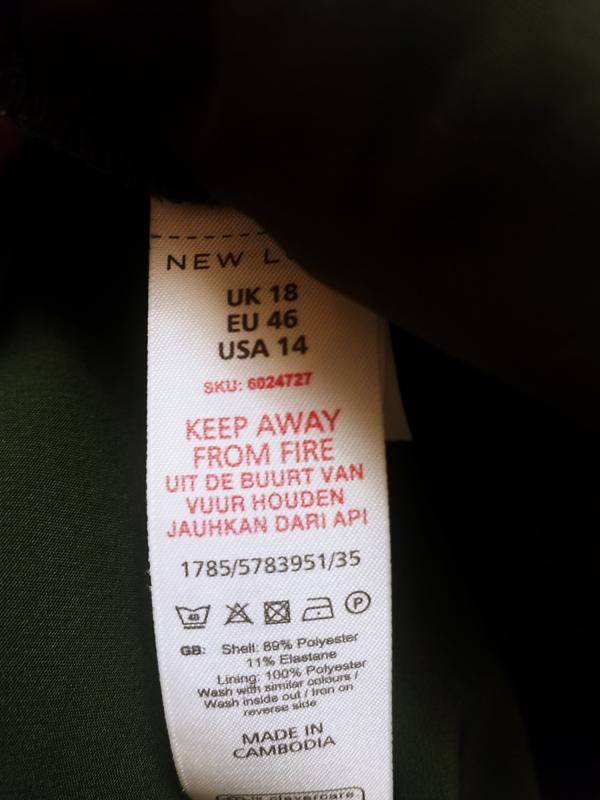 NEW
UK 18
EU 46
USA 14
SKU: 6024727
KEEP AWAY
FROM FIRE
UIT DE BUURT VAN
VUUR HOUDEN
JAUHKAN DARI API
1785/5783951/35
40
P
GB: Shell: 89% Polyester
11% Elastane
Lining: 100% Polyester
Wash with similar colours /
Wash inside out / Iron on
reverse side
MADE IN
CAMBODIA